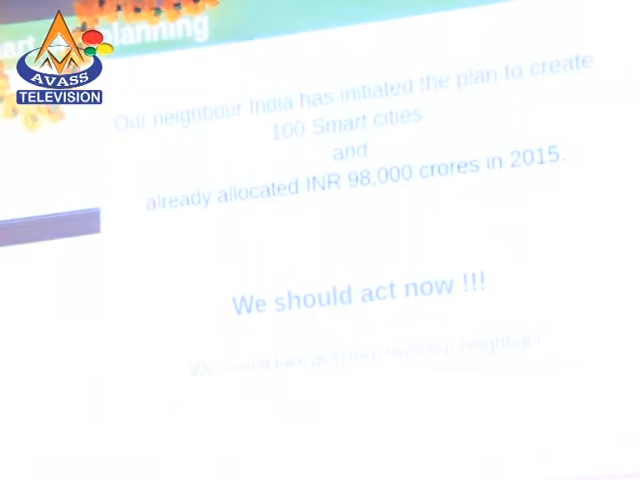 planning
AVASS
TELEVISION
Our neighbour India has initiated the plan to create
100 Smart cities
and
already allocated INR 98,000 crores in 2015.
We should act now !!!